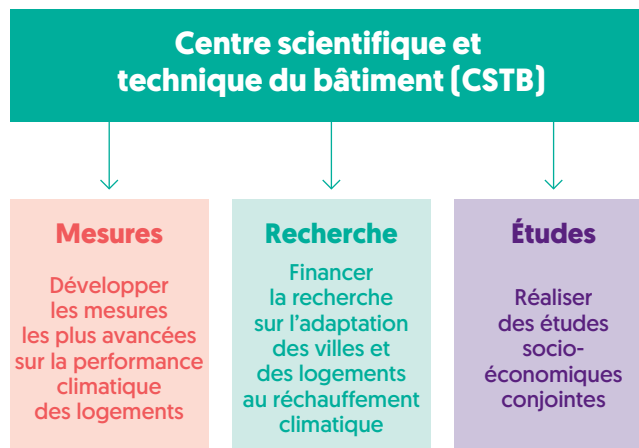 Centre scientifique et
technique du bâtiment (CSTB)
Mesures
Développer
les mesures
les plus avancées
sur la performance
climatique
des logements
Recherche
Financer
la recherche
sur l’adaptation
des villes et
des logements
au réchauffement
climatique
Études
Réaliser
des études
socio-
économiques
conjointes